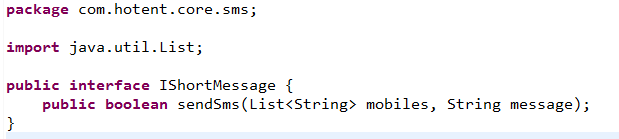 package com.hotent.core.sms;
import java.util.List;
public interface IShortMessage {
    public boolean sendSms(List<String> mobiles, String message);
}